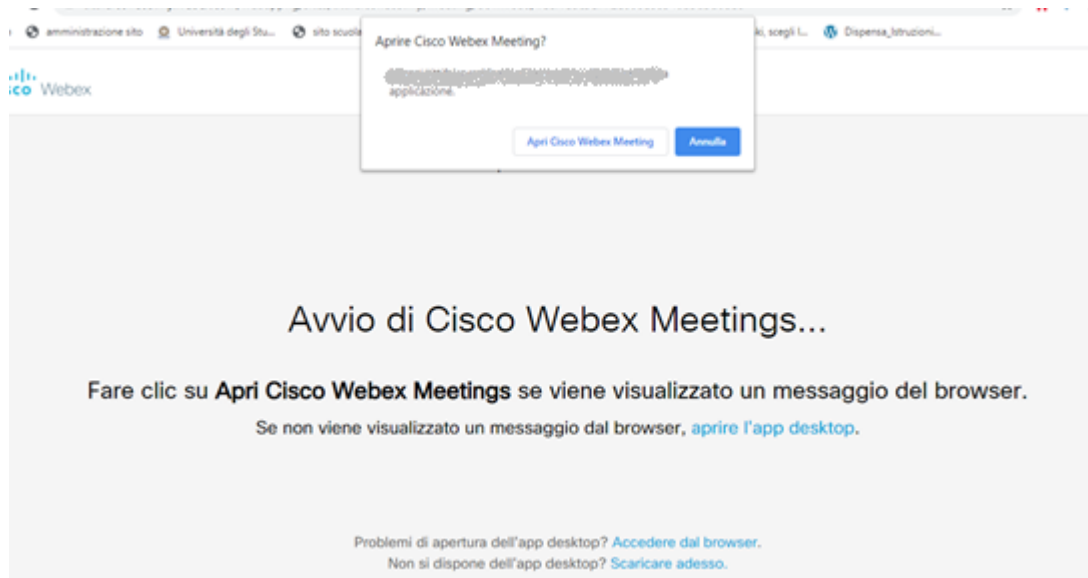 amministrazione sito Università degli Stu... sito scuola ki, scegli l... Dispensa_Istruzioni...
Aprire Cisco Webex Meeting?
applicazione.
Apri Cisco Webex Meeting Annulla
sco Webex
Avvio di Cisco Webex Meetings...
Fare clic su Apri Cisco Webex Meetings se viene visualizzato un messaggio del browser.
Se non viene visualizzato un messaggio dal browser, aprire l'app desktop.
Problemi di apertura dell'app desktop? Accedere dal browser.
Non si dispone dell'app desktop? Scaricare adesso.